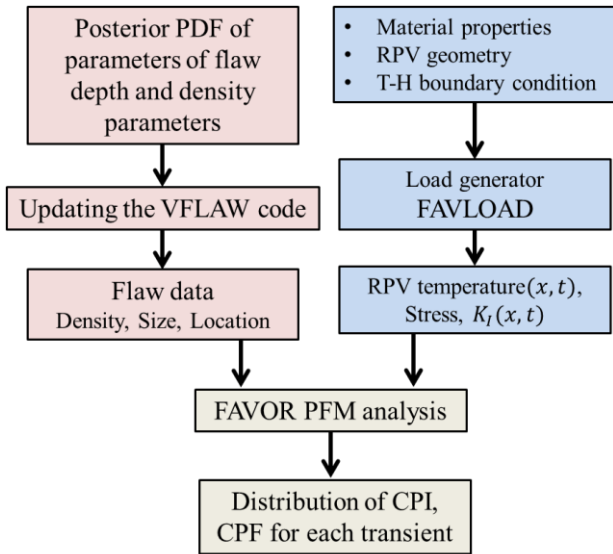 Posterior PDF of
parameters of flaw
depth and density
parameters
Updating the VFLAW code
Flaw data
Density, Size, Location
• Material properties
• RPV geometry
• T-H boundary condition
Load generator
FAVLOAD
RPV temperature(x, t),
Stress, K_I(x, t)
FAVOR PFM analysis
Distribution of CPI,
CPF for each transient